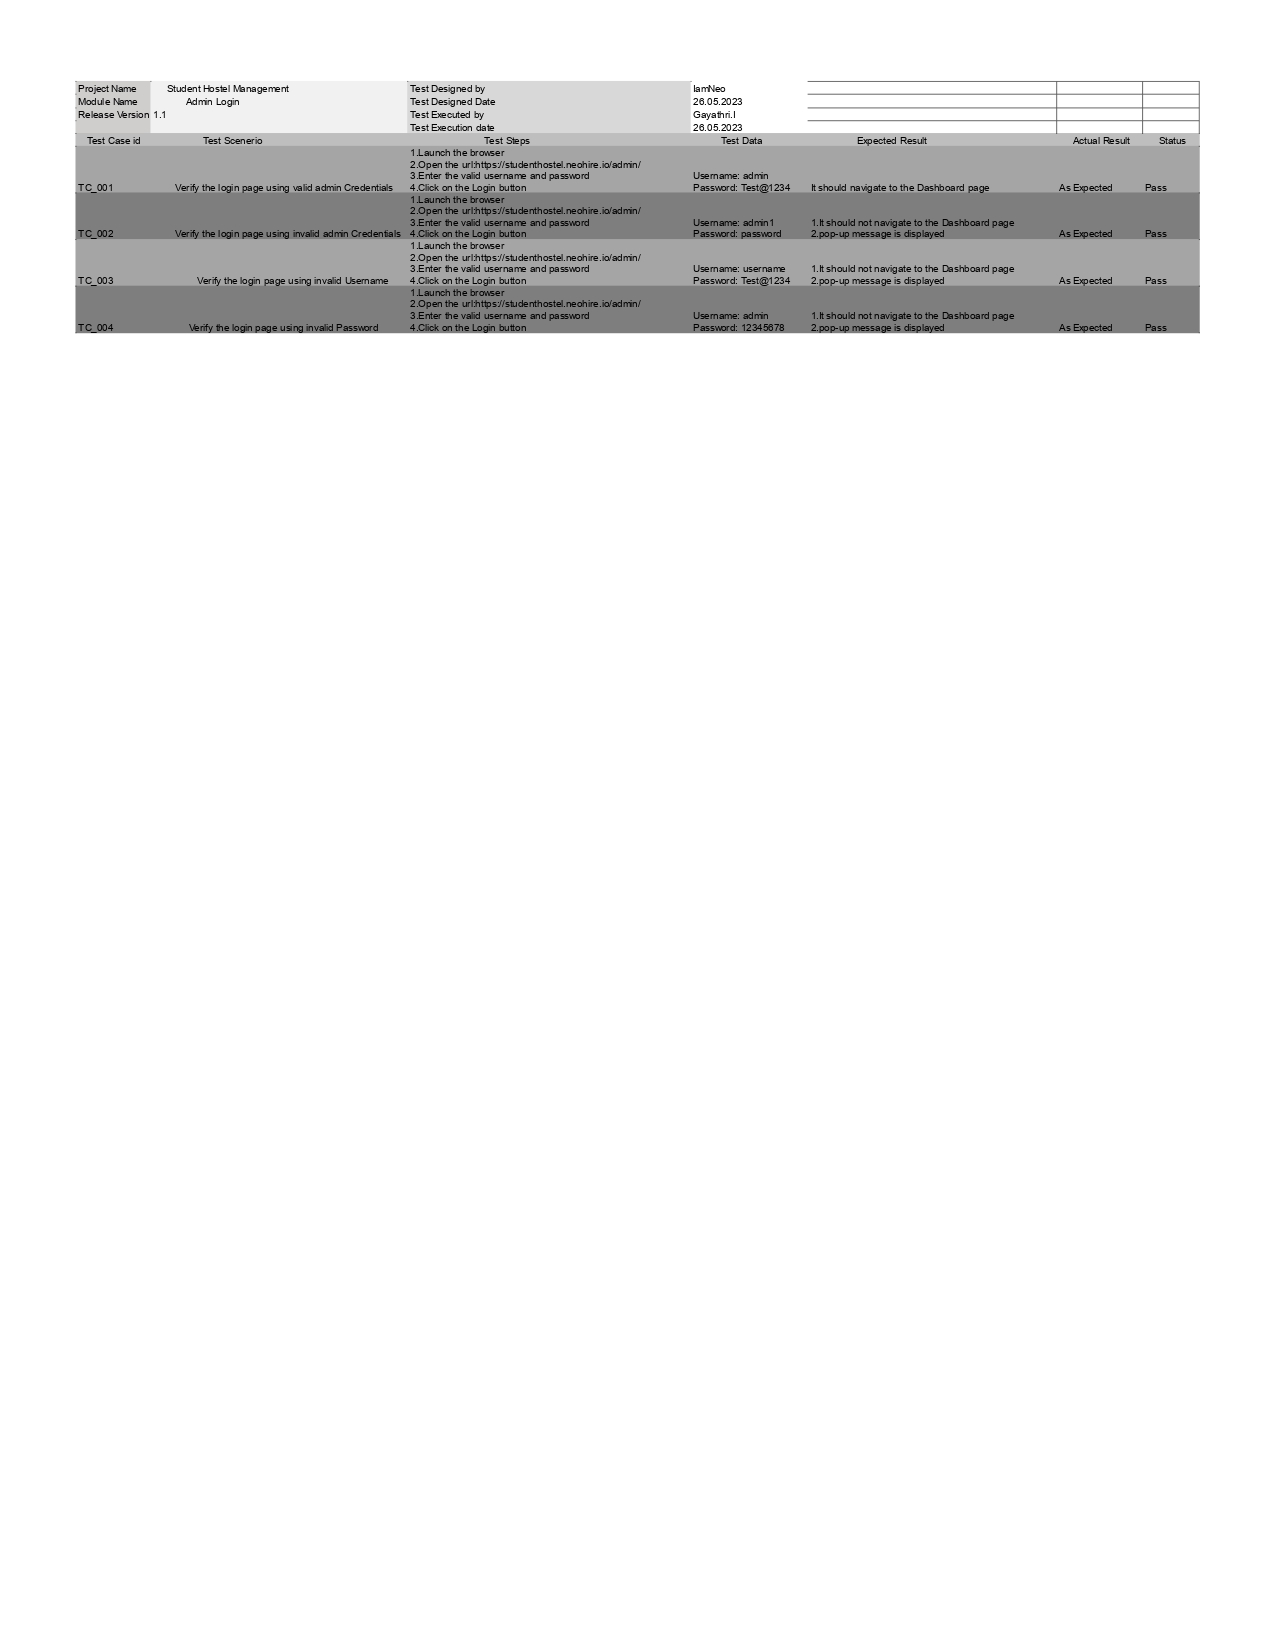 Project Name Student Hostel Management Test Designed by IamNeo
Module Name Admin Login Test Designed Date 26.05.2023
Release Version 1.1 Test Executed by Gayathri.I
Test Execution date 26.05.2023
Test Case id Test Scenerio Test Steps Test Data Expected Result Actual Result Status
1.Launch the browser
2.Open the url:https://studenthostel.neohire.io/admin/
3.Enter the valid username and password Username: admin
TC_001 Verify the login page using valid admin Credentials 4.Click on the Login button Password: Test@1234 It should navigate to the Dashboard page As Expected Pass
1.Launch the browser
2.Open the url:https://studenthostel.neohire.io/admin/
3.Enter the valid username and password Username: admin1 1.It should not navigate to the Dashboard page
TC_002 Verify the login page using invalid admin Credentials 4.Click on the Login button Password: password 2.pop-up message is displayed As Expected Pass
1.Launch the browser
2.Open the url:https://studenthostel.neohire.io/admin/
3.Enter the valid username and password Username: username 1.It should not navigate to the Dashboard page
TC_003 Verify the login page using invalid Username 4.Click on the Login button Password: Test@1234 2.pop-up message is displayed As Expected Pass
1.Launch the browser
2.Open the url:https://studenthostel.neohire.io/admin/
3.Enter the valid username and password Username: admin 1.It should not navigate to the Dashboard page
TC_004 Verify the login page using invalid Password 4.Click on the Login button Password: 12345678 2.pop-up message is displayed As Expected Pass